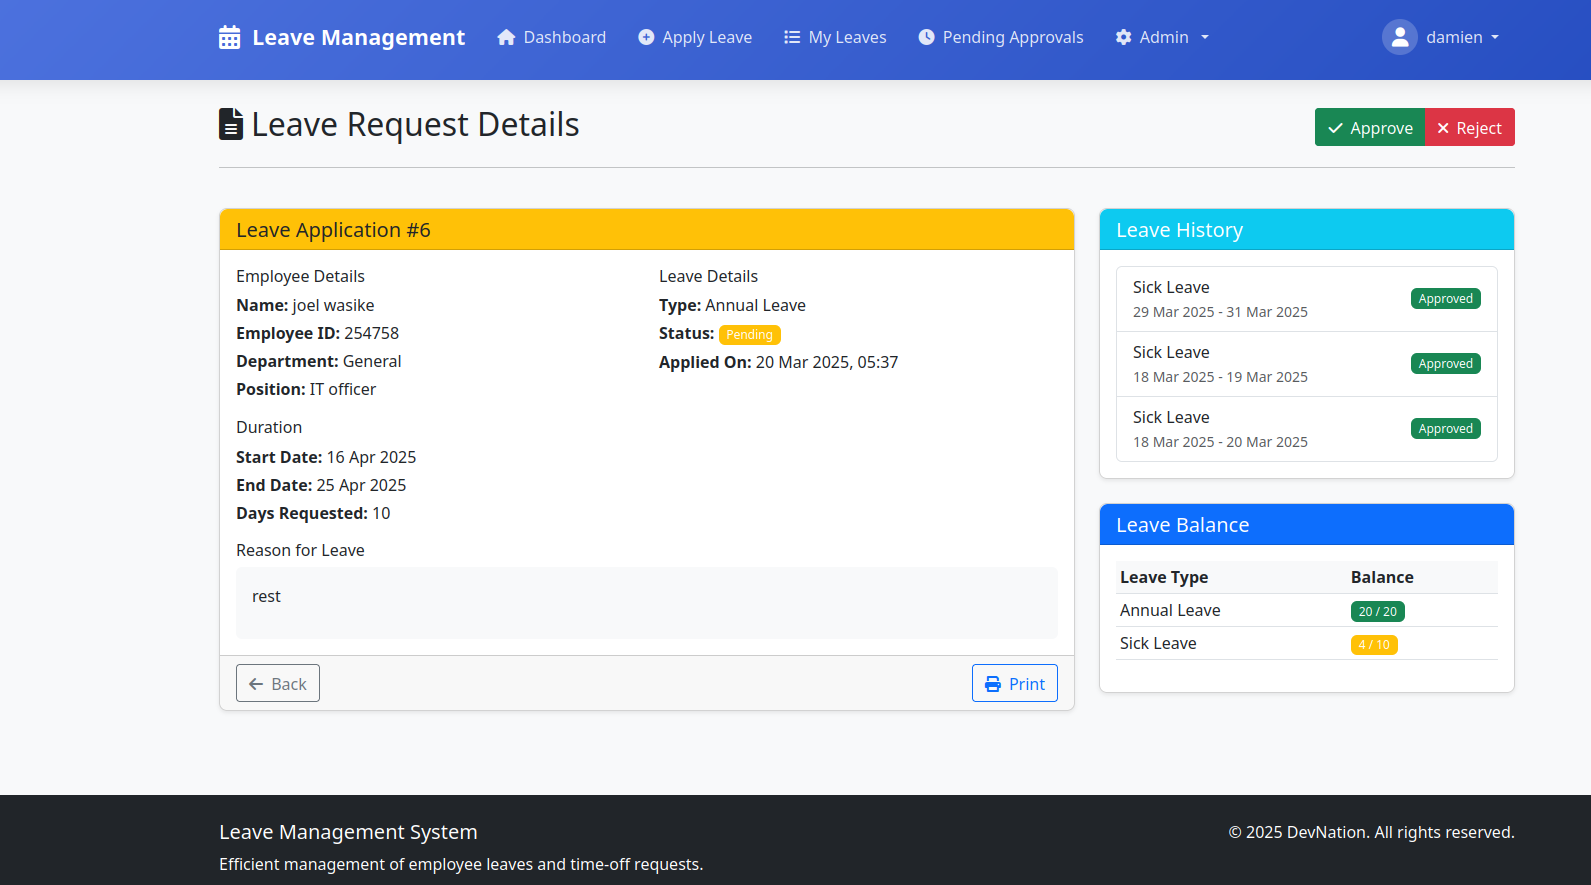 Leave Management
Dashboard
Apply Leave
My Leaves
Pending Approvals
Admin
damien
Leave Request Details
Approve
Reject
Leave Application #6
Employee Details
Name: joel wasike
Employee ID: 254758
Department: General
Position: IT officer
Leave Details
Type: Annual Leave
Status: Pending
Applied On: 20 Mar 2025, 05:37
Duration
Start Date: 16 Apr 2025
End Date: 25 Apr 2025
Days Requested: 10
Reason for Leave
rest
Back
Print
Leave History
Sick Leave
29 Mar 2025 - 31 Mar 2025
Approved
Sick Leave
18 Mar 2025 - 19 Mar 2025
Approved
Sick Leave
18 Mar 2025 - 20 Mar 2025
Approved
Leave Balance
Leave Type Balance
Annual Leave 20 / 20
Sick Leave 4 / 10
Leave Management System
Efficient management of employee leaves and time-off requests.
© 2025 DevNation. All rights reserved.